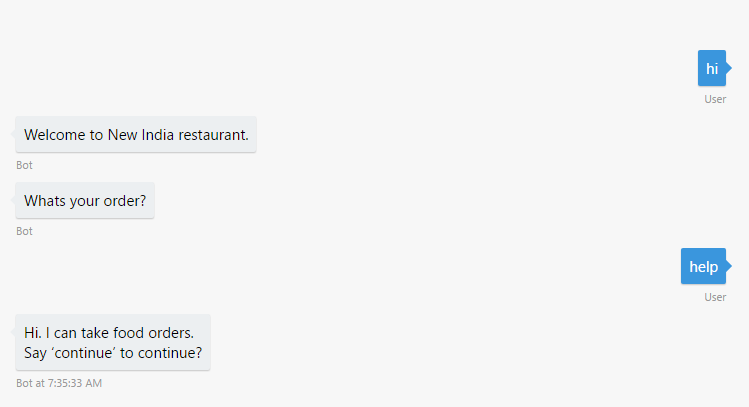 hi
User
Welcome to New India restaurant.
Bot
Whats your order?
Bot
help
User
Hi. I can take food orders.
Say ‘continue’ to continue?
Bot at 7:35:33 AM